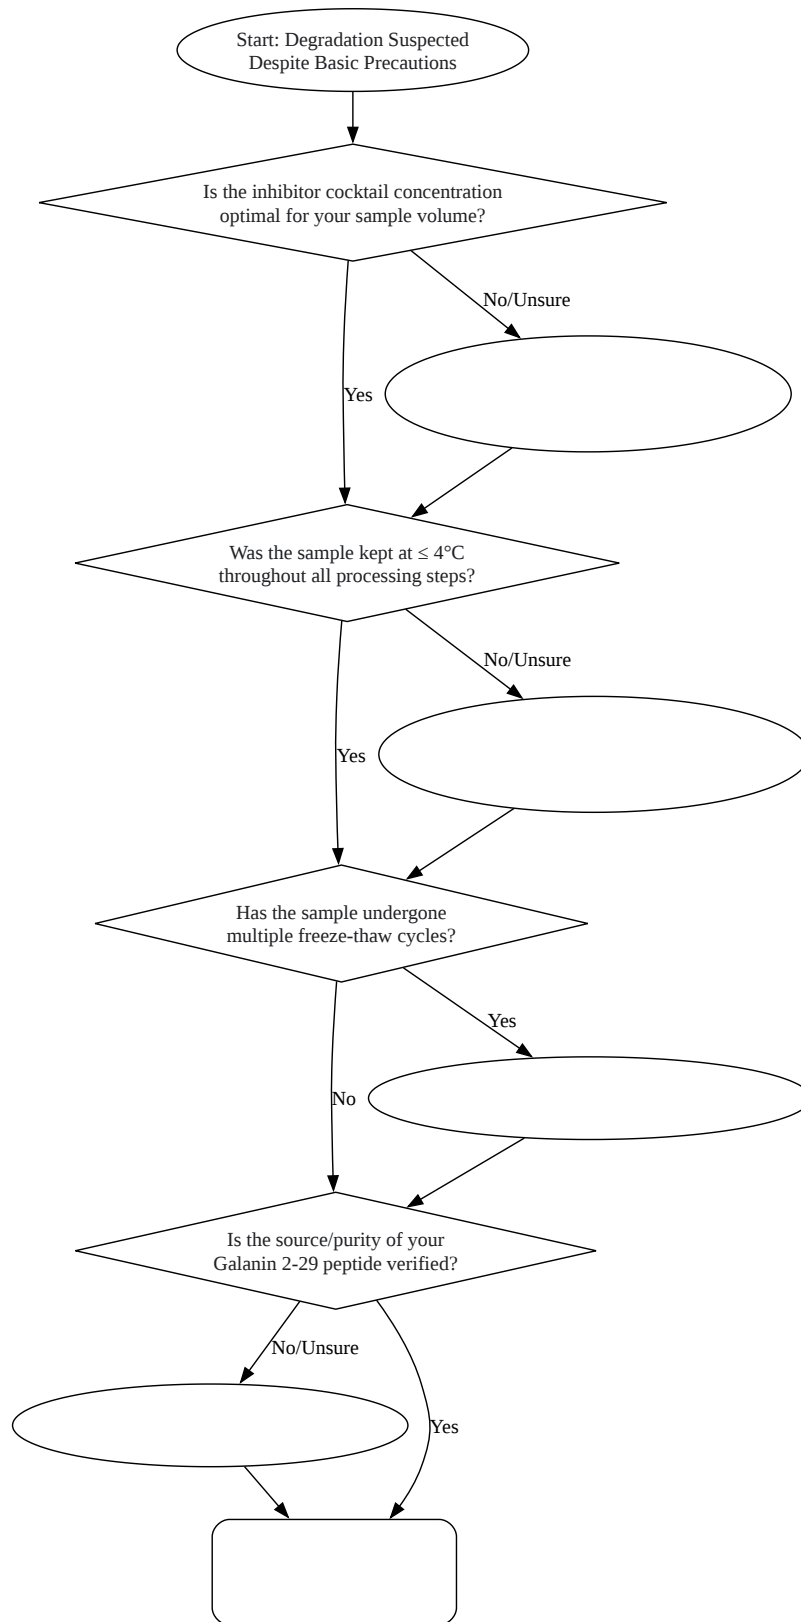 Start: Degradation Suspected
Despite Basic Precautions
Is the inhibitor cocktail concentration
optimal for your sample volume?
No/Unsure
Yes
Was the sample kept at ≤ 4°C
throughout all processing steps?
No/Unsure
Yes
Has the sample undergone
multiple freeze-thaw cycles?
Yes
No
Is the source/purity of your
Galanin 2-29 peptide verified?
No/Unsure
Yes